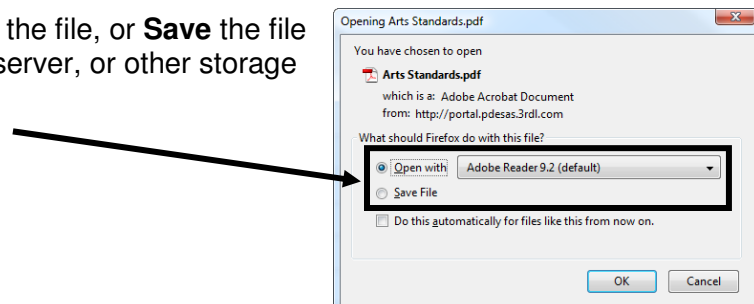 the file, or Save the file
server, or other storage
Opening Arts Standards.pdf
You have chosen to open
Arts Standards.pdf
which is a: Adobe Acrobat Document
from: http://portal.pdesas.3rdl.com
What should Firefox do with this file?
Open with Adobe Reader 9.2 (default)
Save File
Do this automatically for files like this from now on.
OK Cancel